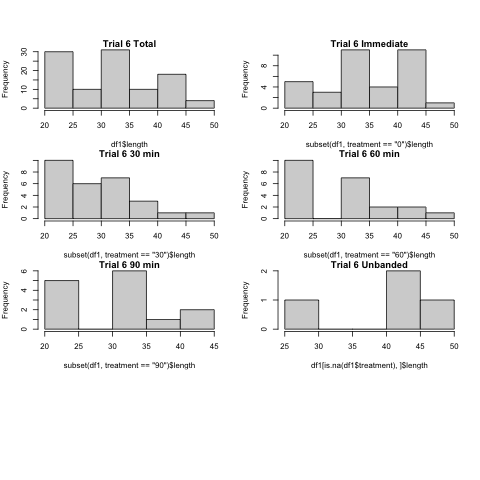 Trial 6 Total
Frequency
0 10 20 30
20 25 30 35 40 45 50
df1$length
Trial 6 Immediate
Frequency
0 4 8
20 25 30 35 40 45 50
subset(df1, treatment == "0")$length
Trial 6 30 min
Frequency
0 2 4 6 8
20 25 30 35 40 45 50
subset(df1, treatment == "30")$length
Trial 6 60 min
Frequency
0 2 4 6 8
20 25 30 35 40 45 50
subset(df1, treatment == "60")$length
Trial 6 90 min
Frequency
0 2 4 6
20 25 30 35 40 45
subset(df1, treatment == "90")$length
Trial 6 Unbanded
Frequency
0 1 2
25 30 35 40 45 50
df1[is.na(df1$treatment), ]$length